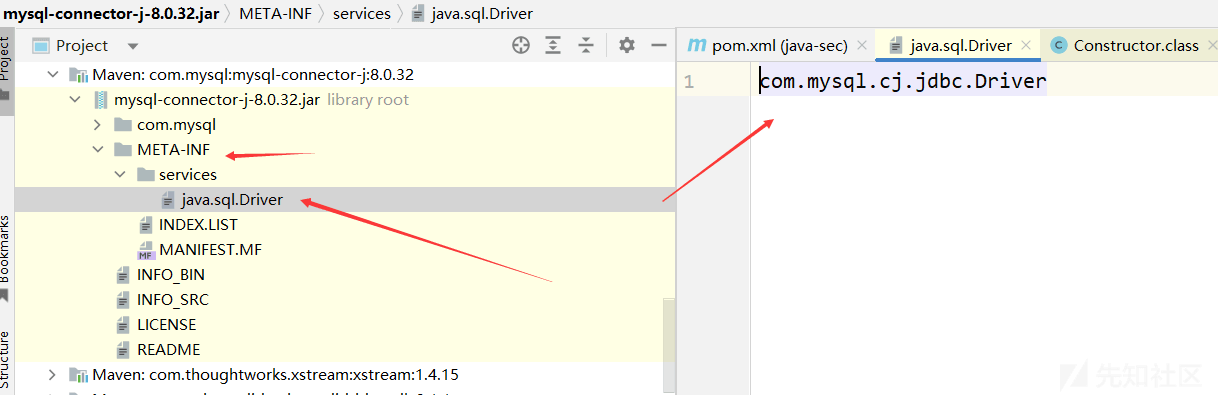 mysql-connector-j-8.0.32.jar 〉 META-INF 〉 services 〉 java.sql.Driver
Project
Project
pom.xml (java-sec) ×
java.sql.Driver ×
Constructor.class ×
Maven: com.mysql:mysql-connector-j:8.0.32
1 com.mysql.cj.jdbc.Driver
mysql-connector-j-8.0.32.jar library root
com.mysql
META-INF
services
java.sql.Driver
INDEX.LIST
MANIFEST.MF
INFO_BIN
INFO_SRC
LICENSE
README
Maven: com.thoughtworks.xstream:xstream:1.4.15
Bookmarks
Structure
先知社区